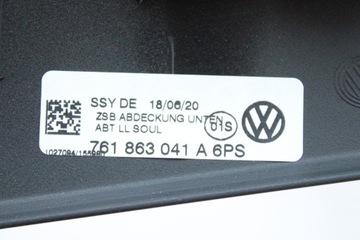 SSY DE 18/06/20
ZSB ABDECKUNG UNTEN
ABT LL SOUL
01S
761 863 041 A 6PS